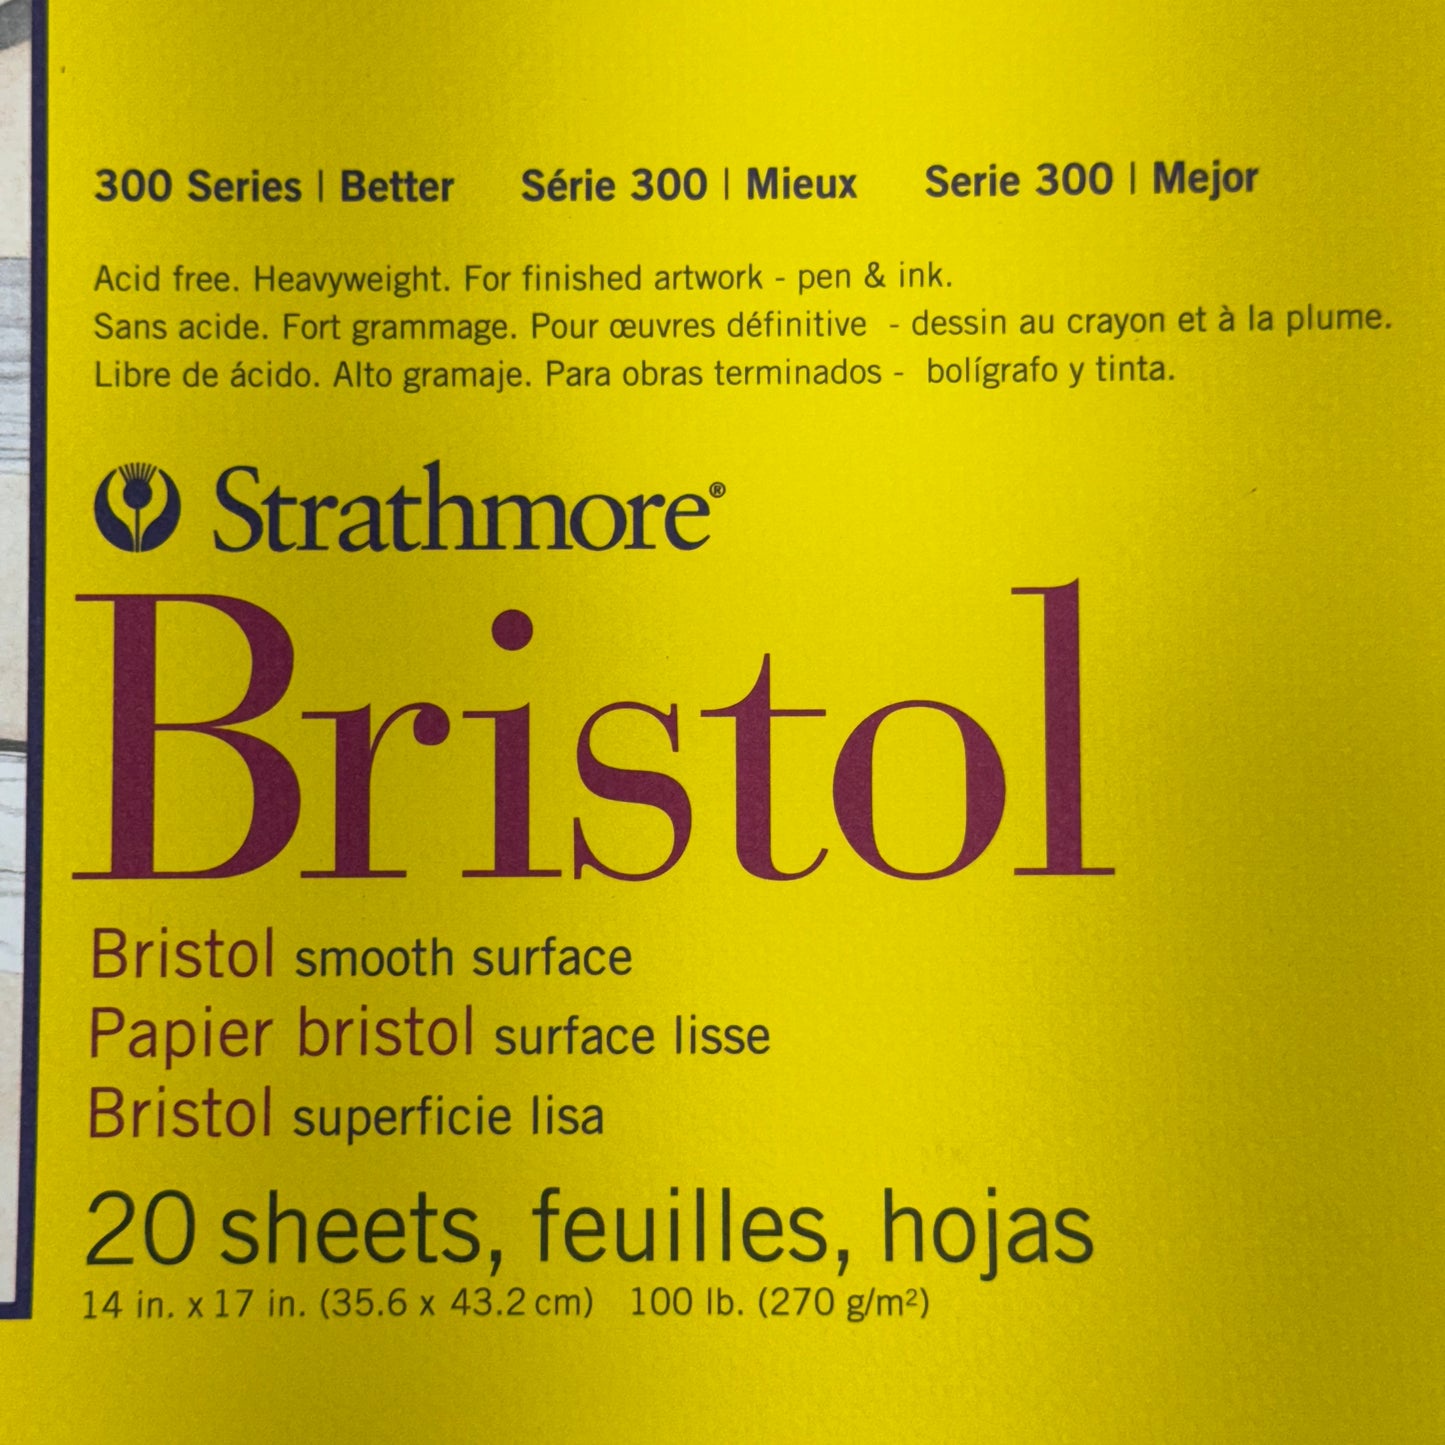 300 Series | Better Série 300 | Mieux Serie 300 | Mejor
Acid free. Heavyweight. For finished artwork - pen & ink.
Sans acide. Fort grammage. Pour œuvres définitive - dessin au crayon et à la plume.
Libre de ácido. Alto gramaje. Para obras terminados - bolígrafo y tinta.
Strathmore®
Bristol
Bristol smooth surface
Papier bristol surface lisse
Bristol superficie lisa
20 sheets, feuilles, hojas
14 in. x 17 in. (35.6 x 43.2 cm) 100 lb. (270 g/m²)